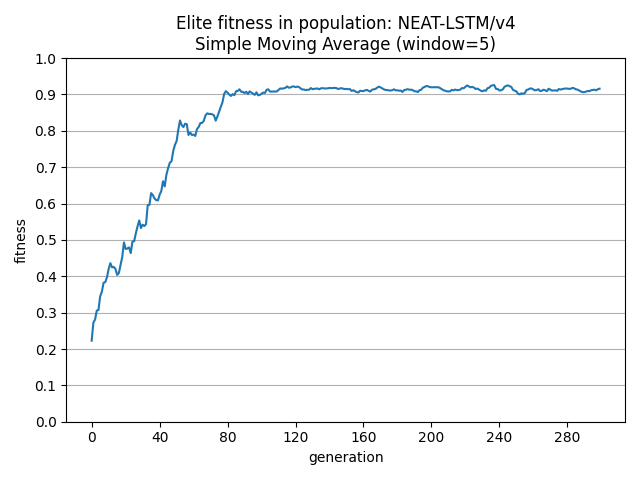 Elite fitness in population: NEAT-LSTM/v4
Simple Moving Average (window=5)
1.0
0.9
0.8
0.7
0.6
0.5
0.4
0.3
0.2
0.1
0.0
fitness
0 40 80 120 160 200 240 280
generation